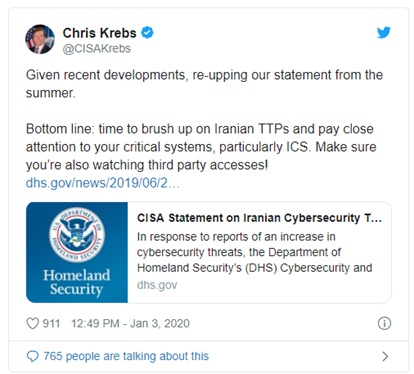 Chris Krebs
@CISAKrebs
Given recent developments, re-upping our statement from the
summer.
Bottom line: time to brush up on Iranian TTPs and pay close
attention to your critical systems, particularly ICS. Make sure
you're also watching third party accesses!
dhs.gov/news/2019/06/2…
Homeland
Security
CISA Statement on Iranian Cybersecurity T…
In response to reports of an increase in
cybersecurity threats, the Department of
Homeland Security's (DHS) Cybersecurity and
dhs.gov
911 12:49 PM - Jan 3, 2020
765 people are talking about this